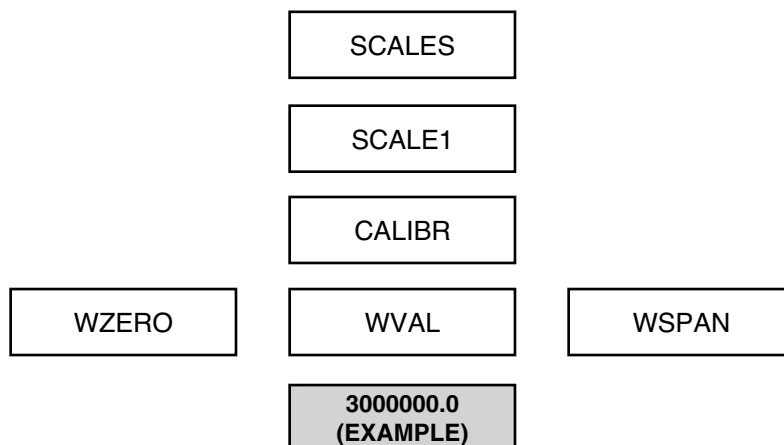 SCALES
SCALE1
CALIBR
WZERO WVAL WSPAN
3000000.0
(EXAMPLE)